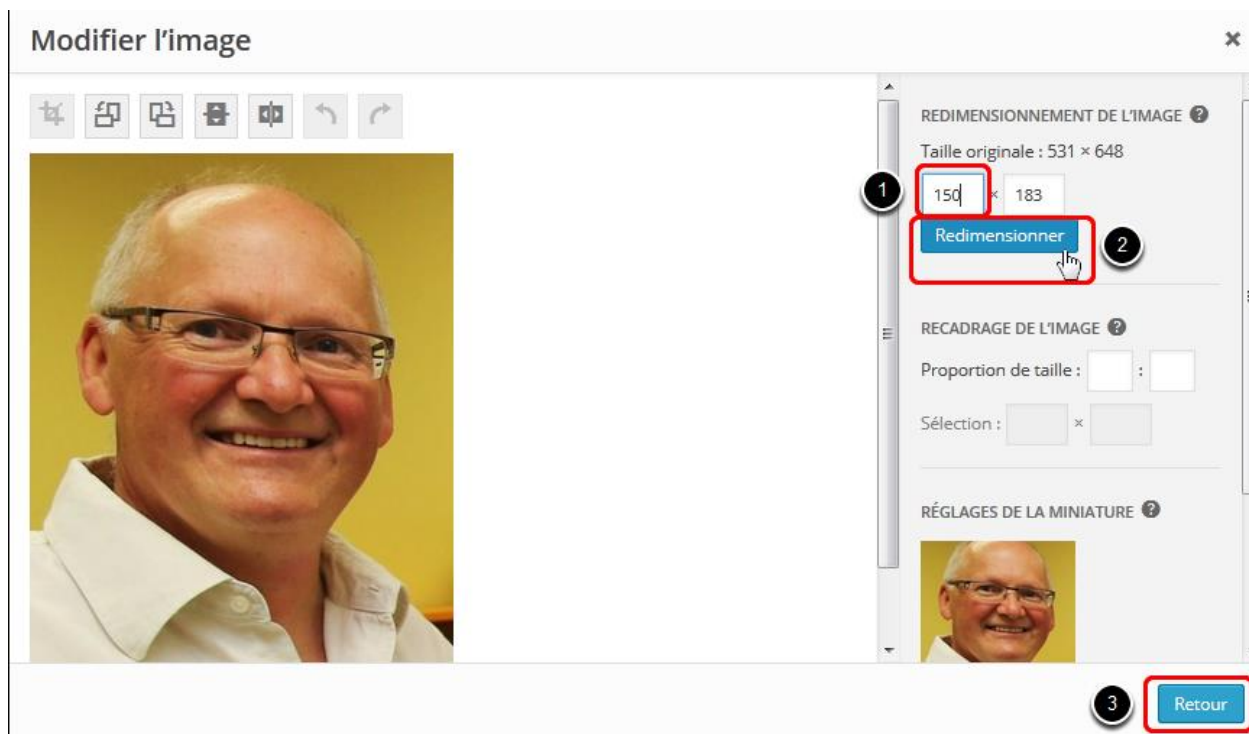 Modifier l'image ×
REDIMENSIONNEMENT DE L'IMAGE ?
Taille originale : 531 × 648
1 150 × 183
Redimensionner 2
RECADRAGE DE L'IMAGE ?
Proportion de taille : :
Sélection : ×
RÉGLAGES DE LA MINIATURE ?
3 Retour